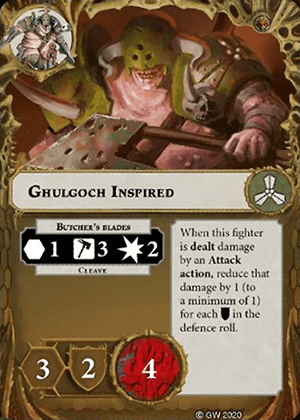 GHULGOCH INSPIRED
BUTCHER'S BLADES
1 3 2
CLEAVE
When this fighter
is dealt damage
by an Attack
action, reduce that
damage by 1 (to
a minimum of 1)
for each in the
defence roll.
3 2 4
© GW 2020